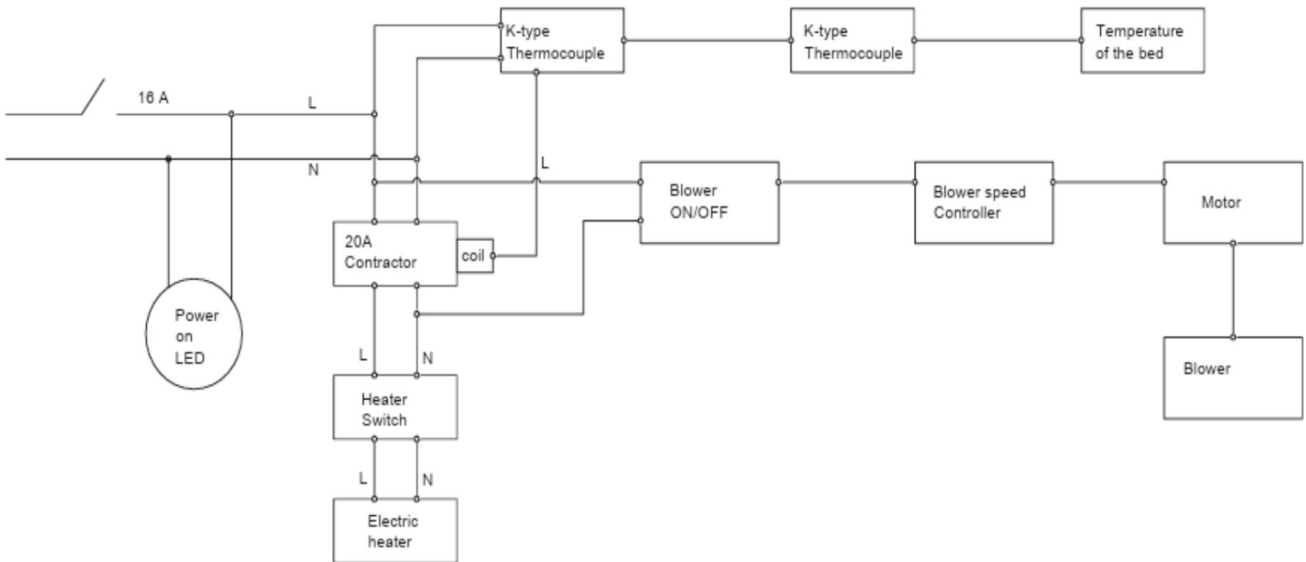 K-type
Thermocouple
K-type
Thermocouple
Temperature
of the bed
16 A
L
N
L
Blower
ON/OFF
Blower speed
Controller
Motor
20A
Contractor
coil
Power
on
LED
L
N
Blower
Heater
Switch
L
N
Electric
heater